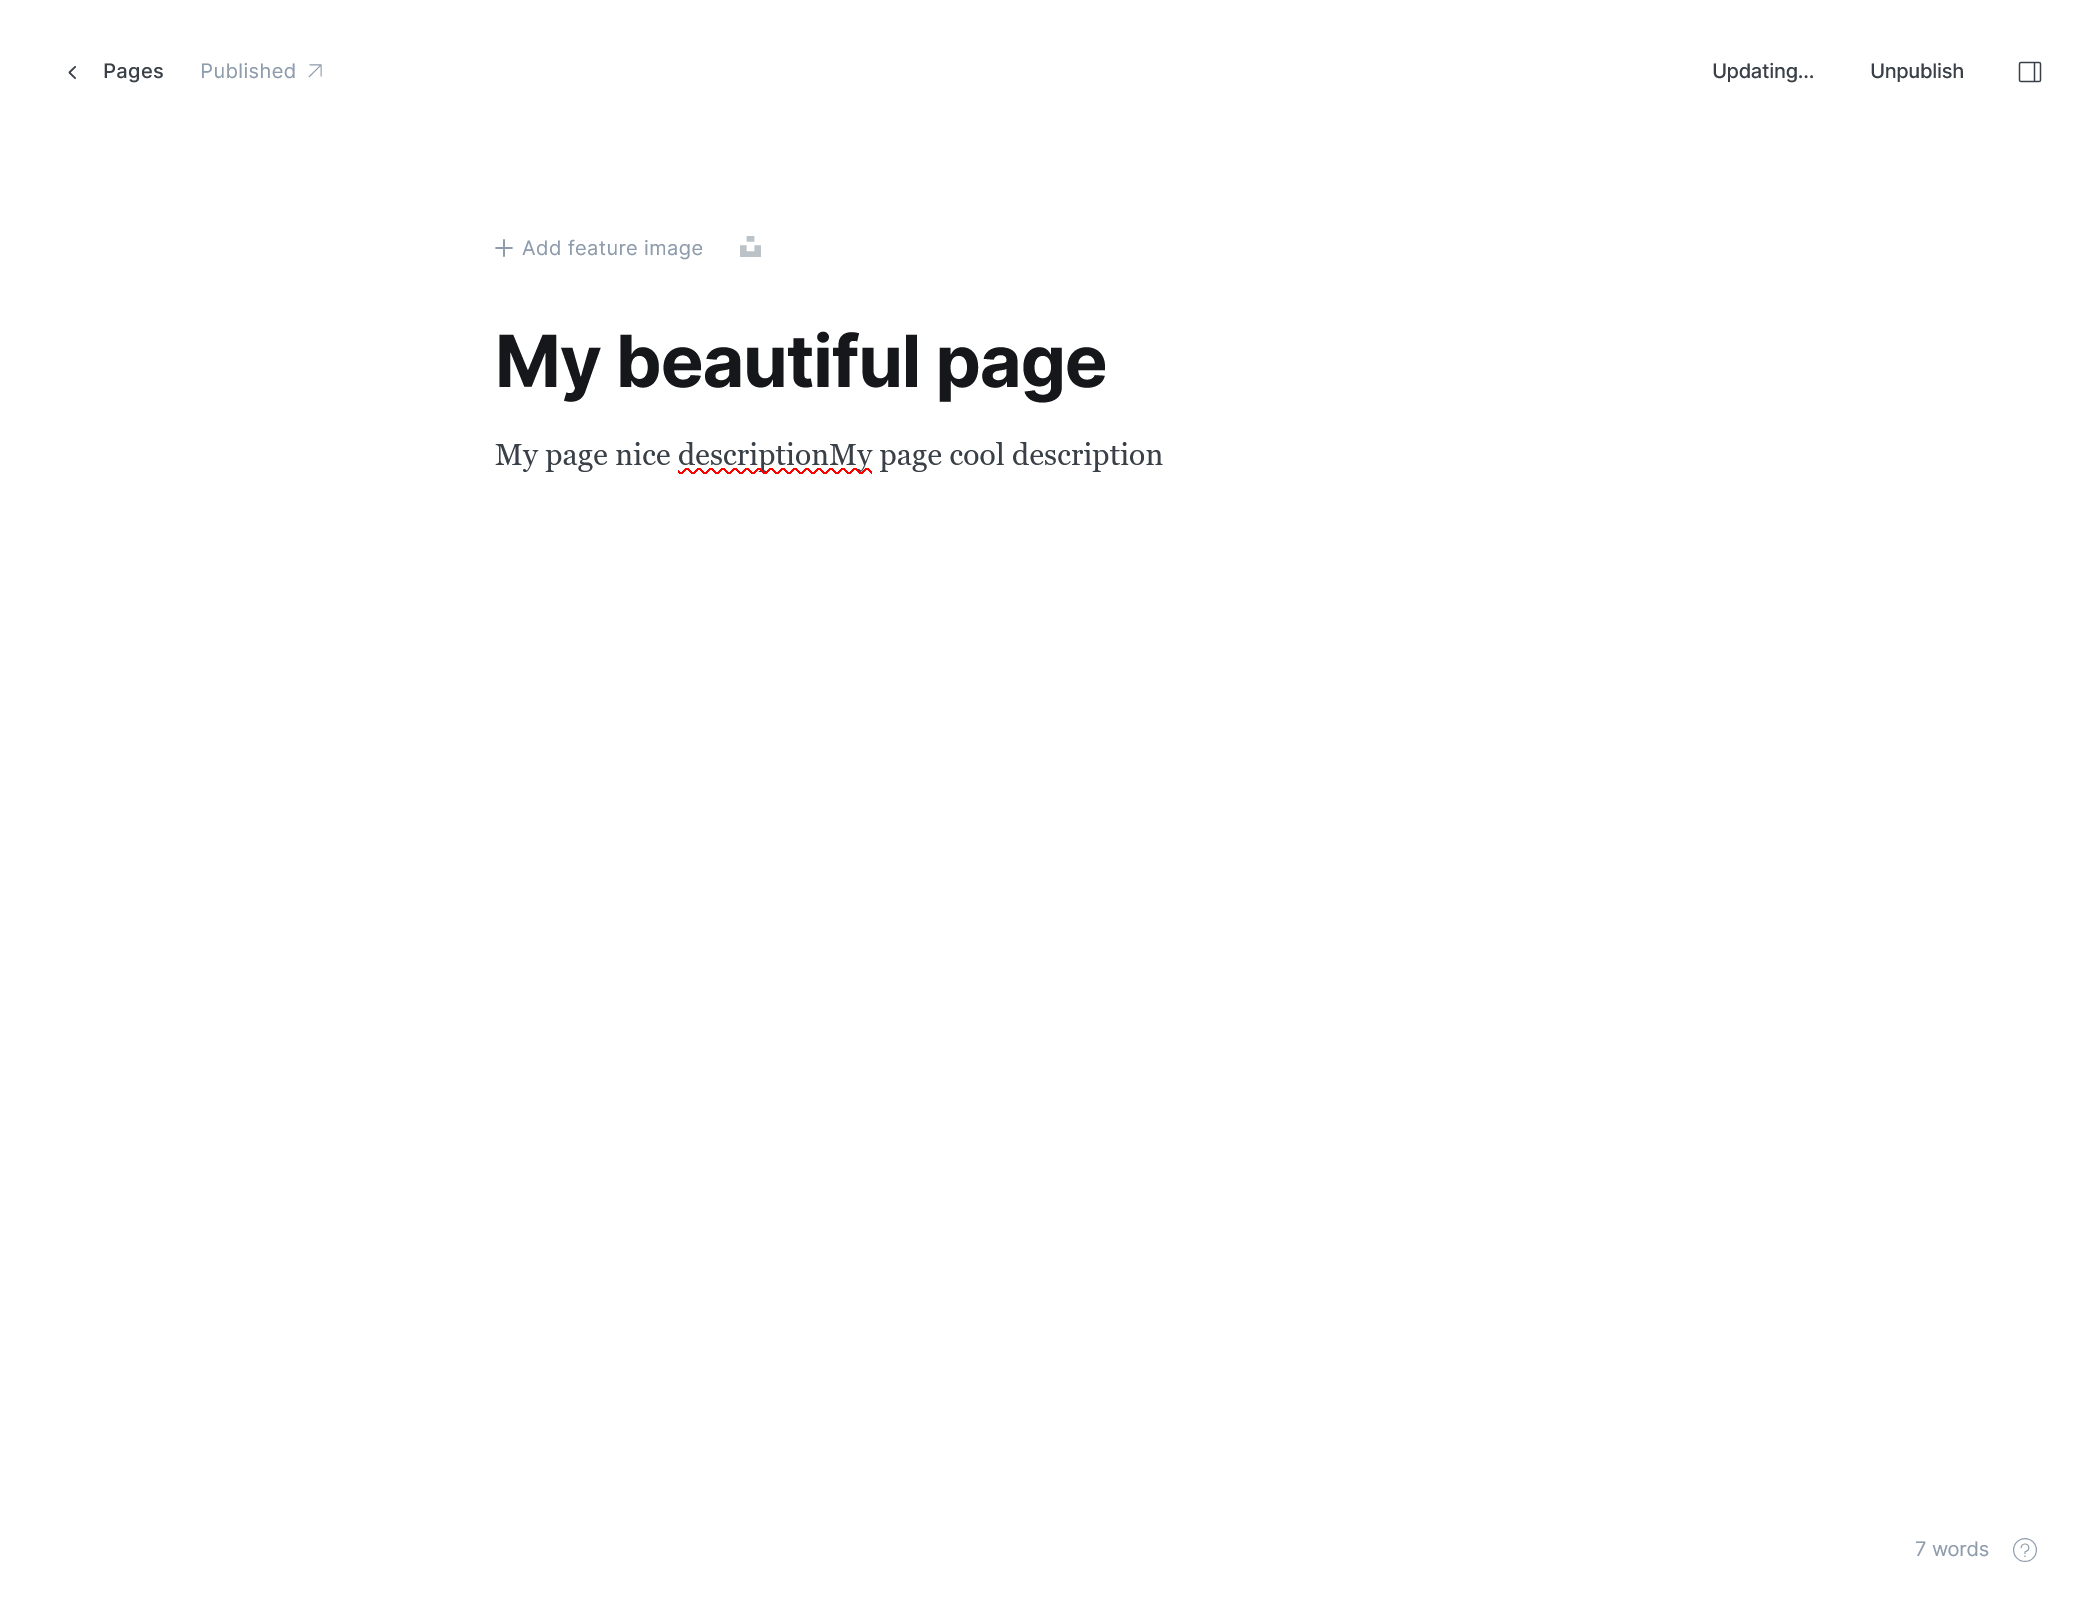 Pages Published
Updating... Unpublish
Add feature image
My beautiful page
My page nice descriptionMy page cool description
7 words